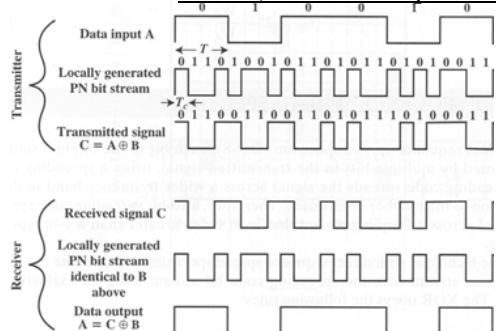 0 1 0 0 1 0
Data input A
T
0 1 1 0 1 0 0 1 0 1 1 0 1 0 1 1 0 1 0 1 0 0 1 1
Locally generated
PN bit stream
Tc
0 1 1 0 0 1 1 0 0 1 1 0 1 0 1 1 1 0 1 0 0 0 1 1
Transmitted signal
C = A ⊕ B
Transmitter
Received signal C
Locally generated
PN bit stream
identical to B
above
Data output
A = C ⊕ B
Receiver